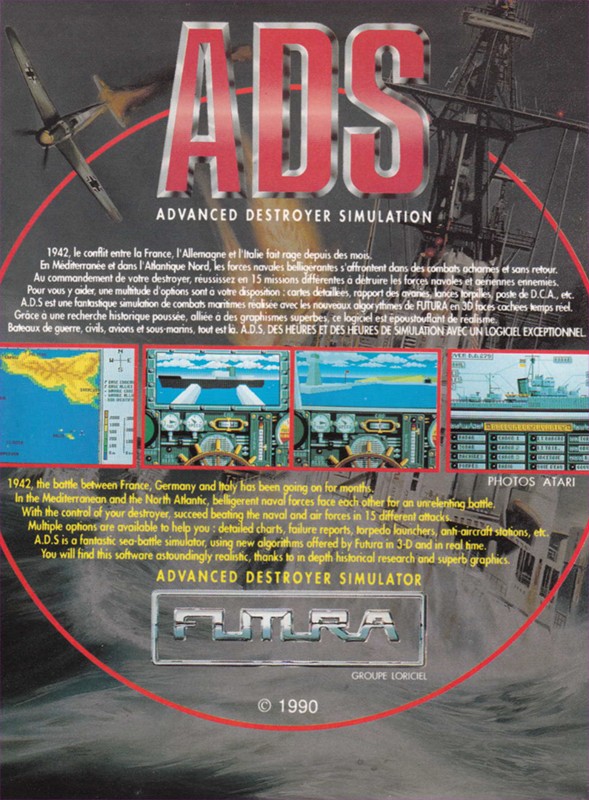 ADS
ADVANCED DESTROYER SIMULATION
1942, le conflit entre la France, l'Allemagne et l'Italie fait rage depuis des mois.
En Méditerranée et dans l'Atlantique Nord, les forces navales belligérantes s'affrontent dans des combats acharnés et sans retour.
Au commandement de votre destroyer, réussissez en 15 missions différentes à détruire les forces navales et aériennes ennemies.
Pour vous y aider, une multitude d'options sont à votre disposition : cartes détaillées, rapport des avaries, lances torpilles, poste de D.C.A., etc.
A.D.S est une fantastique simulation de combats maritimes réalisée avec les nouveaux algorytmes de FUTURA en 3D faces cachées temps réel.
Grâce à une recherche historique poussée, alliée à des graphismes superbes, ce logiciel est époustouflant de réalisme.
Bateaux de guerre, civils, avions et sous-marins, tout est là. A.D.S, DES HEURES ET DES HEURES DE SIMULATION AVEC UN LOGICIEL EXCEPTIONNEL.
N
W E
S
PHOTOS ATARI
1942, the battle between France, Germany and Italy has been going on for months.
In the Mediterranean and the North Atlantic, belligerent naval forces face each other for an unrelenting battle.
With the control of your destroyer, succeed beating the naval and air forces in 15 different attacks.
Multiple options are available to help you : detailed charts, failure reports, torpedo launchers, anti-aircraft stations, etc.
A.D.S is a fantastic sea-battle simulator, using new algorithms offered by Futura in 3-D and in real time.
You will find this software astoundingly realistic, thanks to in depth historical research and superb graphics.
ADVANCED DESTROYER SIMULATOR
FUTURA
GROUPE LORICIEL
© 1990